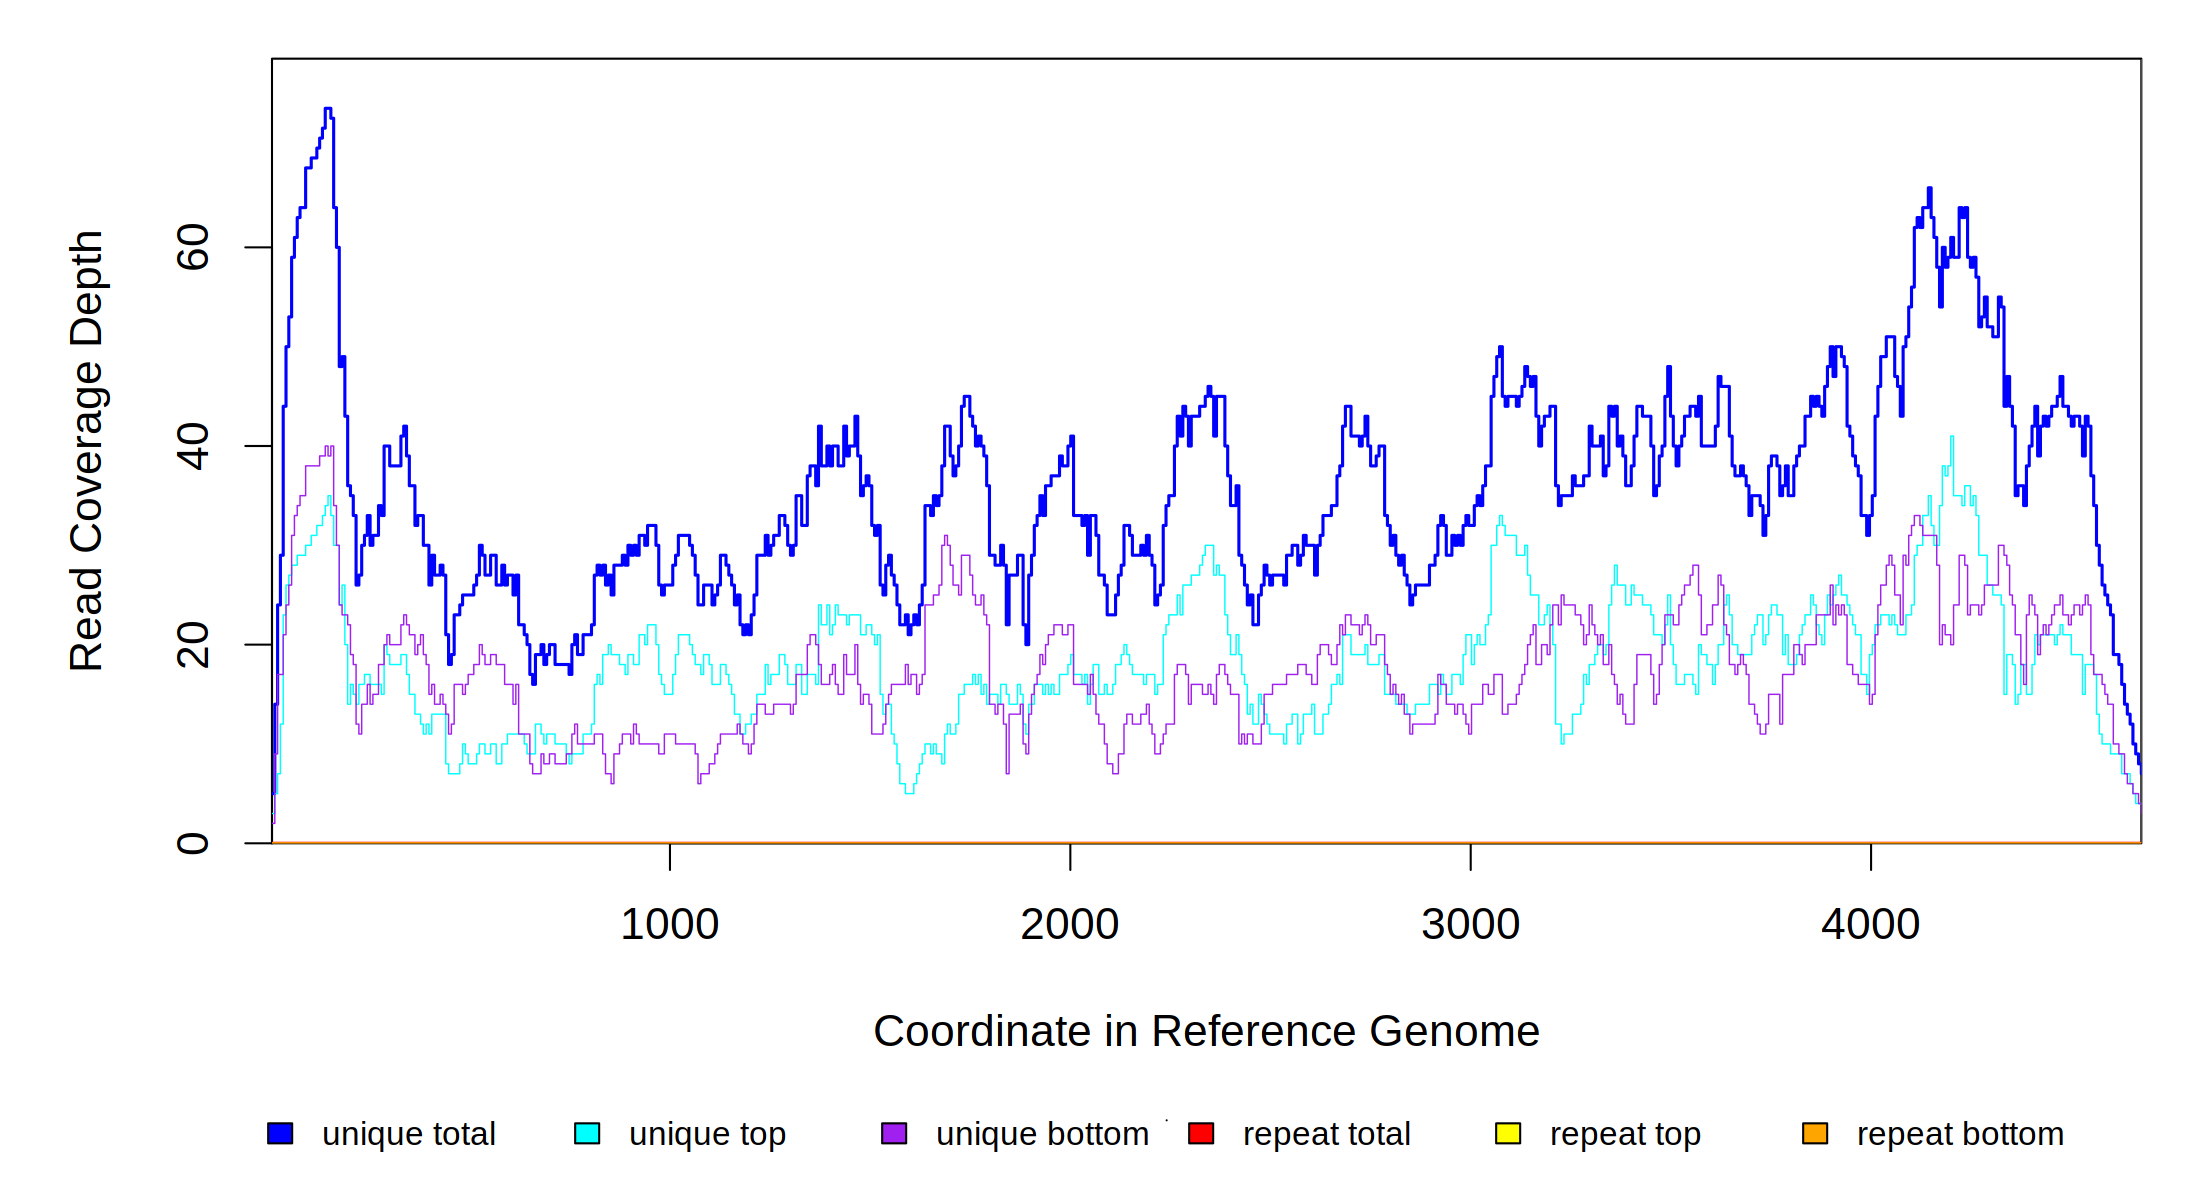 Read Coverage Depth
60
40
20
0
1000 2000 3000 4000
Coordinate in Reference Genome
unique total unique top unique bottom repeat total repeat top repeat bottom